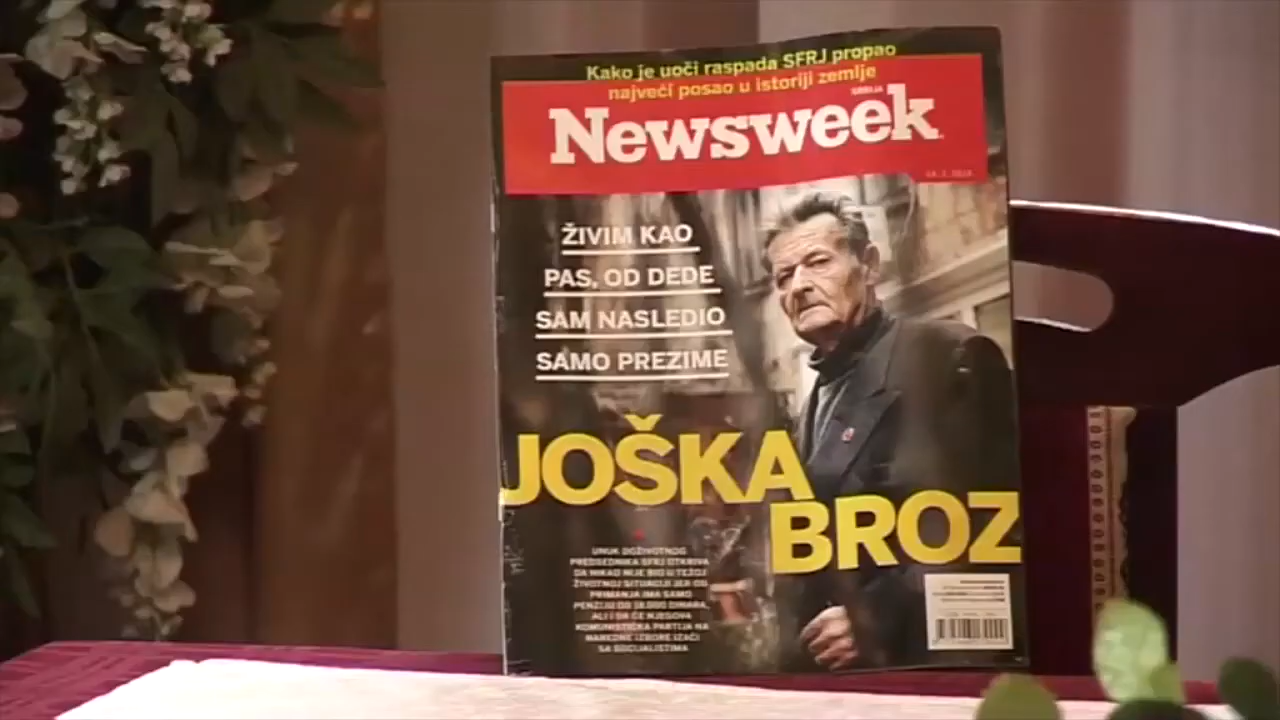 Kako je uoči raspada SFRJ propao
najveći posao u istoriji zemlje
SRBIJA
Newsweek
ŽIVIM KAO
PAS, OD DEDE
SAM NASLEDIO
SAMO PREZIME
JOŠKA
BROZ
UNUK DOŽIVOTNOG
PREDSEDNIKA SFRJ OTKRIVA
DA NIKAD NIJE BIO U TEŽOJ
ŽIVOTNOJ SITUACIJI JER OD
PRIMANJA IMA SAMO
PENZIJU OD 18.000 DINARA,
ALI I DA ĆE NJEGOVA
KOMUNISTIČKA PARTIJA NA
NAREDNE IZBORE IZAĆI
SA SOCIJALISTIMA